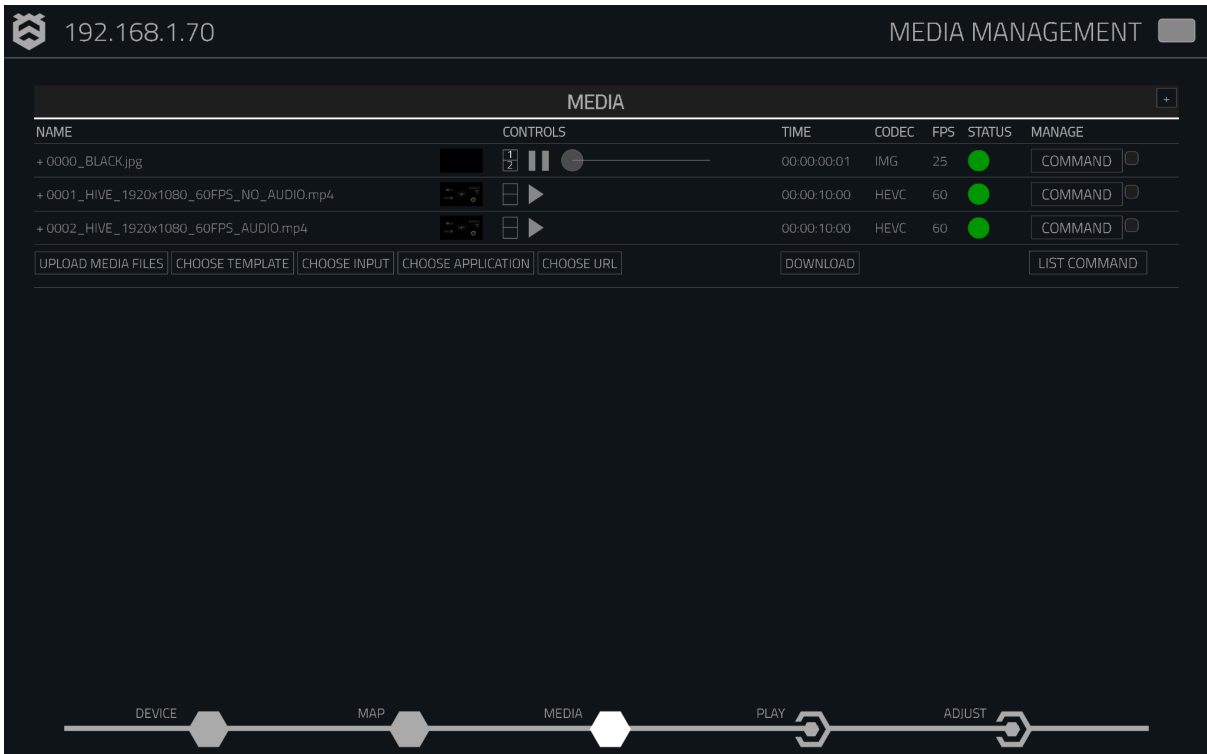 192.168.1.70 MEDIA MANAGEMENT
MEDIA +
NAME CONTROLS TIME CODEC FPS STATUS MANAGE
+ 0000_BLACK.jpg 1 2 00:00:00:01 IMG 25 COMMAND
+ 0001_HIVE_1920x1080_60FPS_NO_AUDIO.mp4 00:00:10:00 HEVC 60 COMMAND
+ 0002_HIVE_1920x1080_60FPS_AUDIO.mp4 00:00:10:00 HEVC 60 COMMAND
UPLOAD MEDIA FILES CHOOSE TEMPLATE CHOOSE INPUT CHOOSE APPLICATION CHOOSE URL DOWNLOAD LIST COMMAND
DEVICE MAP MEDIA PLAY ADJUST